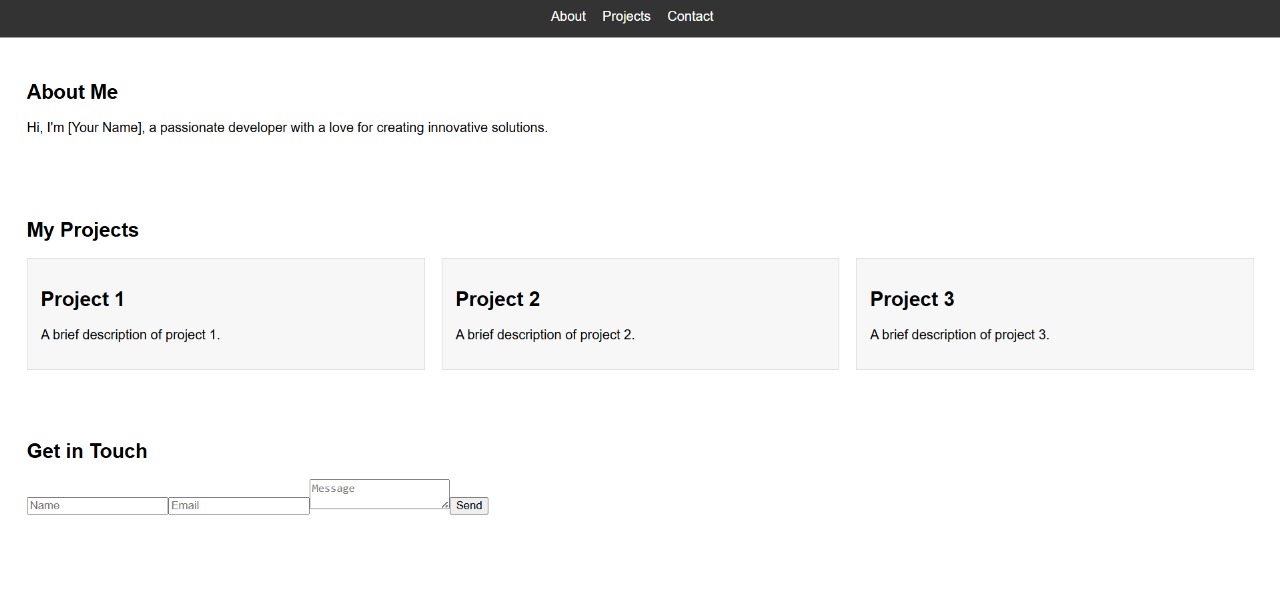 About Projects Contact
About Me
Hi, I'm [Your Name], a passionate developer with a love for creating innovative solutions.
My Projects
Project 1
A brief description of project 1.
Project 2
A brief description of project 2.
Project 3
A brief description of project 3.
Get in Touch
Name Email Message Send